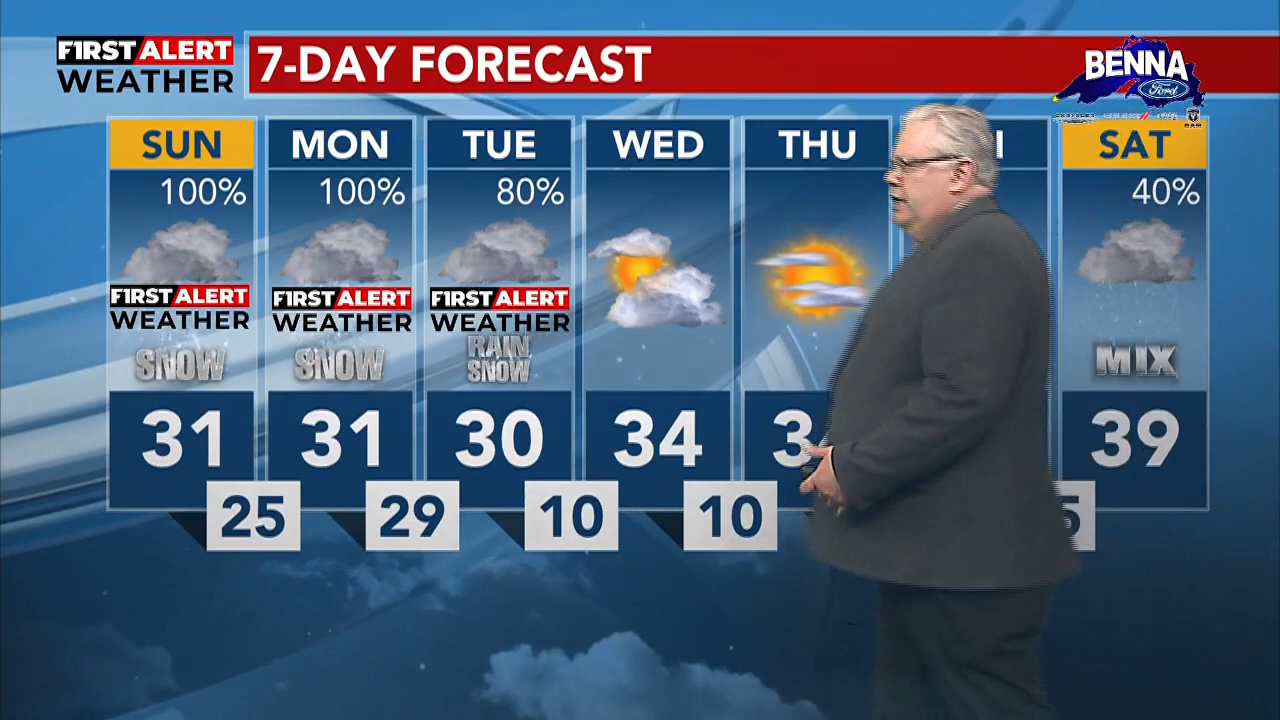 FIRST ALERT
WEATHER
7-DAY FORECAST
BENNA
Ford
SUN
MON
TUE
WED
THU
SAT
100%
100%
80%
40%
FIRST ALERT
WEATHER
FIRST ALERT
WEATHER
FIRST ALERT
WEATHER
SNOW
SNOW
RAIN
SNOW
MIX
31
31
30
34
39
25
29
10
10